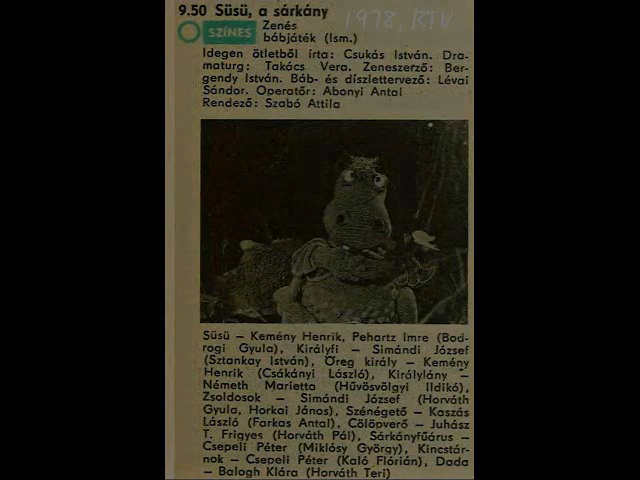 9.50 Süsü, a sárkány
1978, RTV
SZÍNES
Zenés
bábjáték (Ism.)
Idegen ötletből írta: Csukás István. Dra-
maturg: Takács Vera. Zeneszerző: Ber-
gendy István. Báb- és díszlettervező: Lévai
Sándor. Operatőr: Abonyi Antal
Rendező: Szabó Attila
Süsü – Kemény Henrik, Pehartz Imre (Bod-
rogi Gyula), Királyfi – Simándi József
(Sztankay István), Öreg király – Kemény
Henrik (Csákányi László), Királylány –
Németh Marietta (Hűvösvölgyi Ildikó),
Zsoldosok – Simándi József (Horváth
Gyula, Horkai János), Szénégető – Kaszás
László (Farkas Antal), Cölöpverő – Juhász
T. Frigyes (Horváth Pál), Sárkányfűárus –
Csepeli Péter (Miklósy György), Kincstár-
nok – Csepeli Péter (Kaló Flórián), Dada
– Balogh Klára (Horváth Teri)